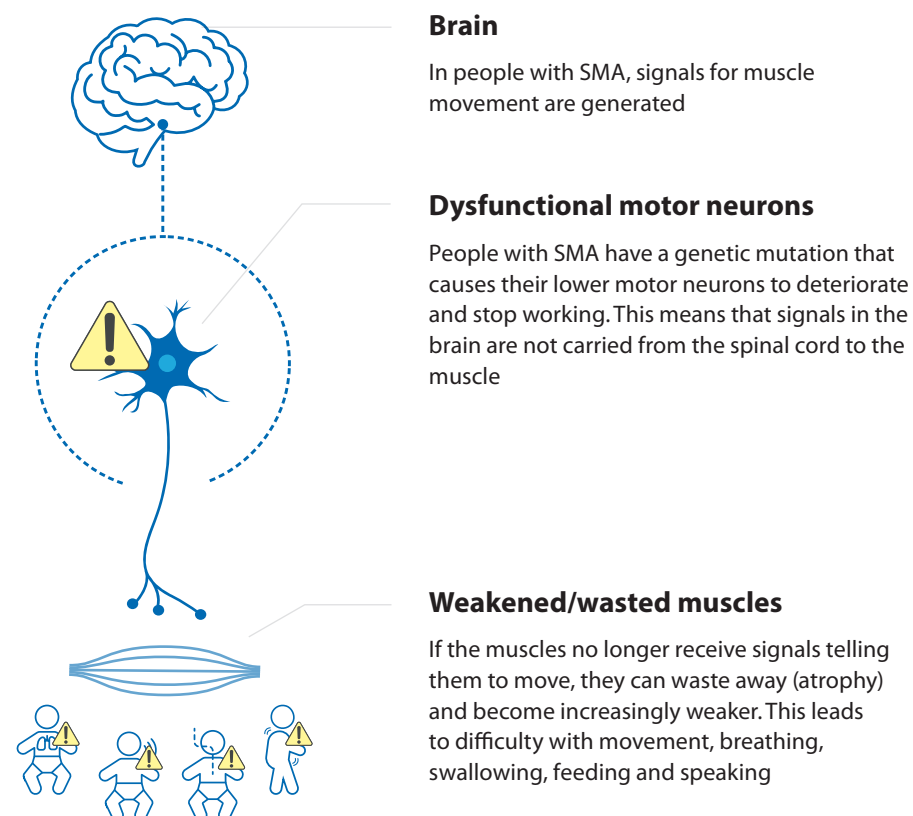 Brain
In people with SMA, signals for muscle
movement are generated
Dysfunctional motor neurons
People with SMA have a genetic mutation that
causes their lower motor neurons to deteriorate
and stop working. This means that signals in the
brain are not carried from the spinal cord to the
muscle
Weakened/wasted muscles
If the muscles no longer receive signals telling
them to move, they can waste away (atrophy)
and become increasingly weaker. This leads
to difficulty with movement, breathing,
swallowing, feeding and speaking